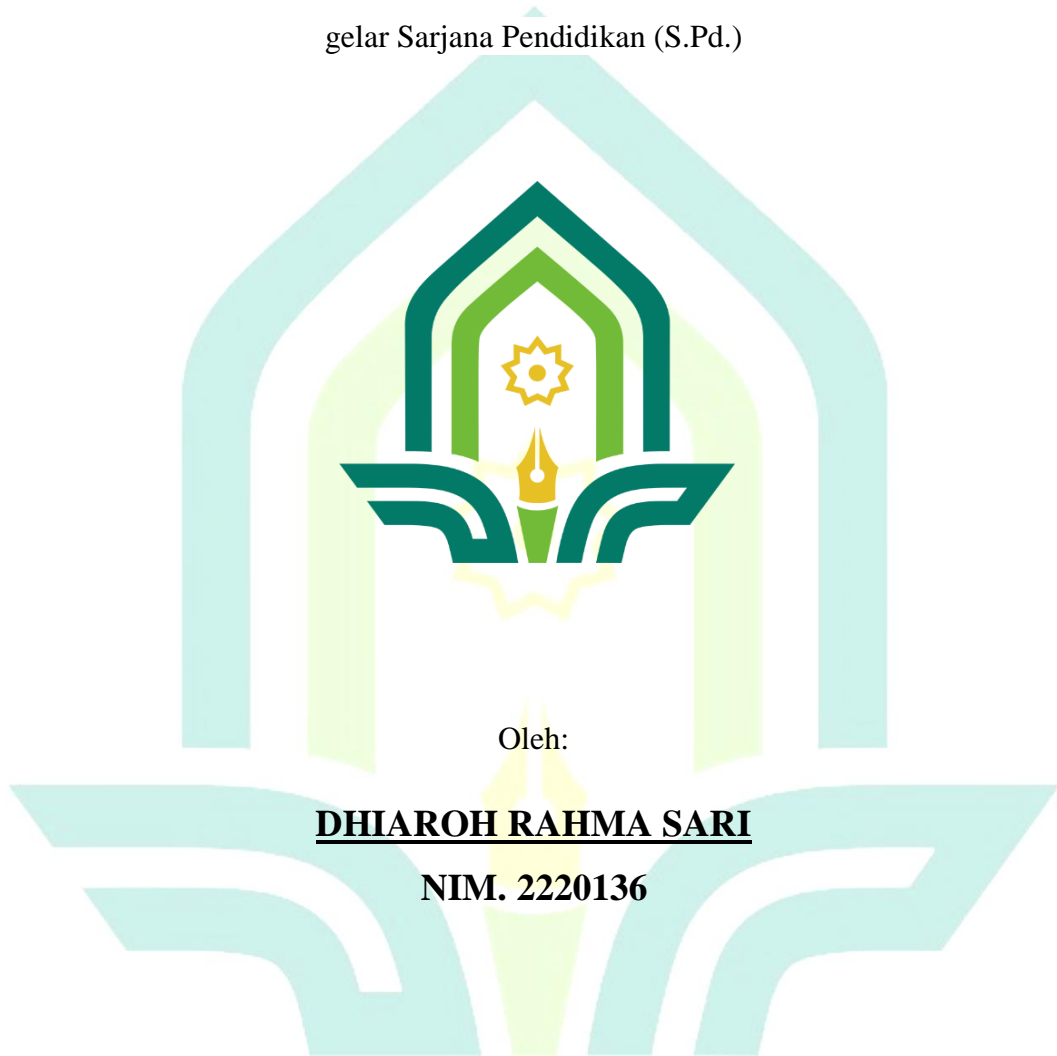 gelar Sarjana Pendidikan (S.Pd.)
Oleh:
DHIAROH RAHMA SARI
NIM. 2220136